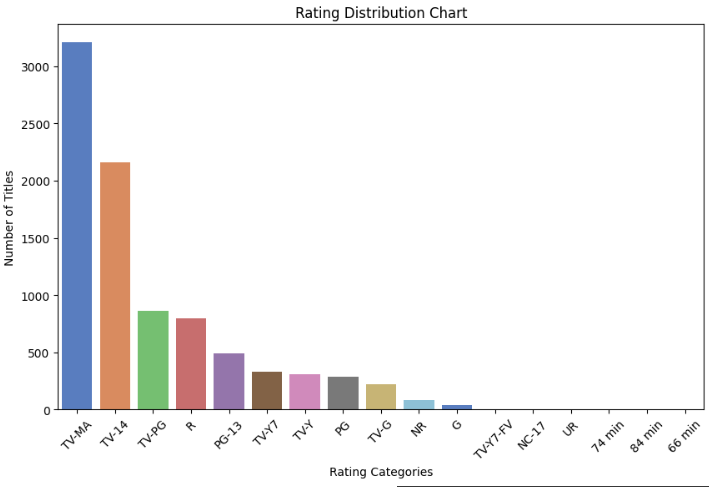 Rating Distribution Chart
Number of Titles
3000
2500
2000
1500
1000
500
0
TV-MA
TV-14
TV-PG
R
PG-13
TV-Y7
TV-Y
PG
TV-G
NR
G
TV-Y7-FV
NC-17
UR
74 min
84 min
66 min
Rating Categories